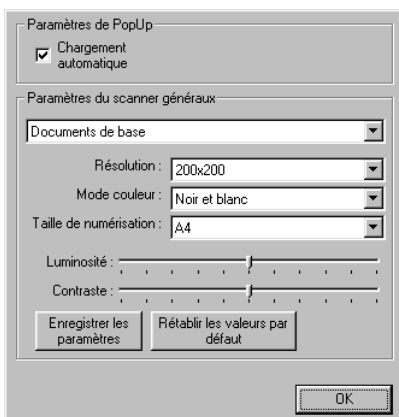 Paramètres de PopUp
Chargement
automatique
Paramètres du scanner généraux
Documents de base
Résolution : 200x200
Mode couleur : Noir et blanc
Taille de numérisation : A4
Luminosité :
Contraste :
Enregistrer les
paramètres
Rétablir les valeurs par
défaut
OK